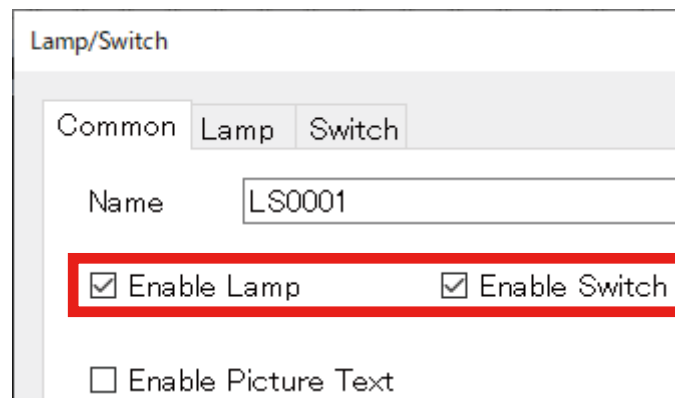 Lamp/Switch
Common Lamp Switch
Name LS0001
Enable Lamp Enable Switch
Enable Picture Text